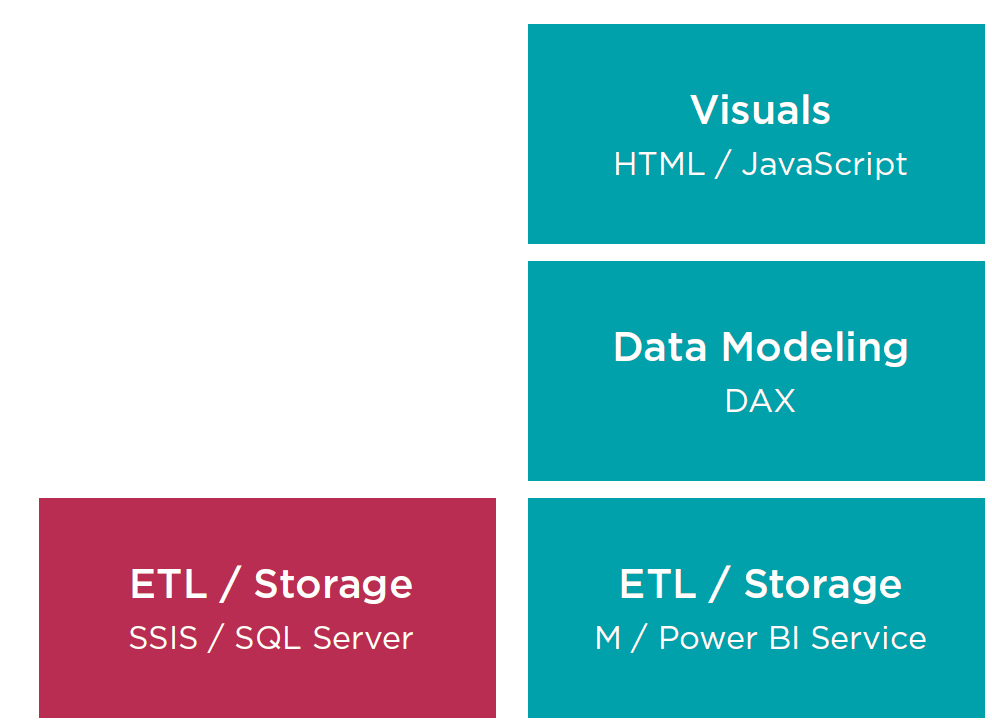 Visuals
HTML / JavaScript
Data Modeling
DAX
ETL / Storage
SSIS / SQL Server
ETL / Storage
M / Power BI Service